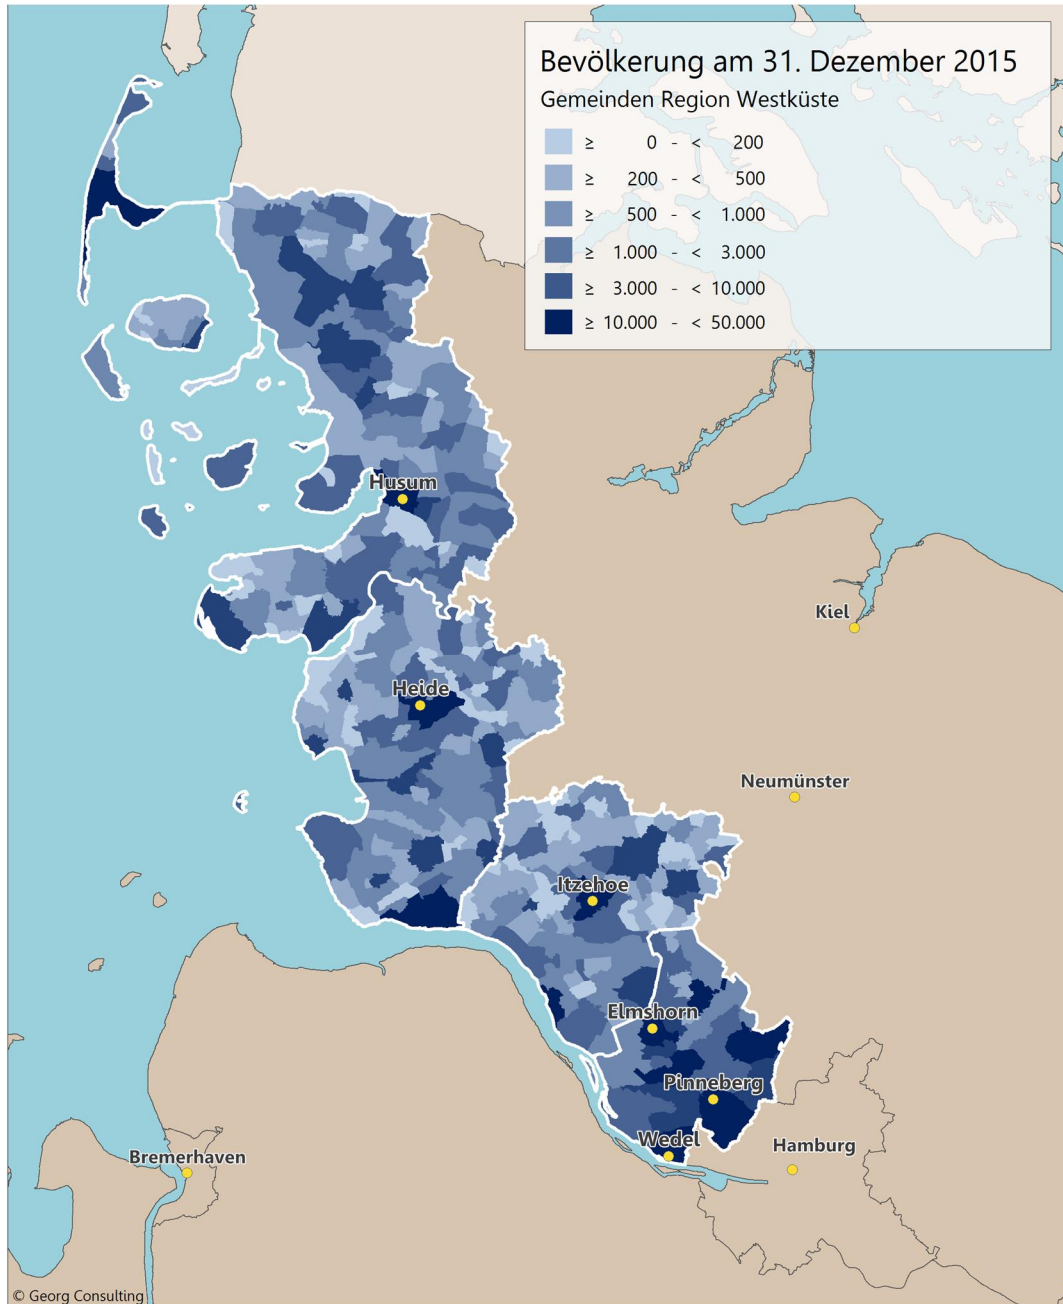 Bevölkerung am 31. Dezember 2015
Gemeinden Region Westküste
≥ 0 - < 200
≥ 200 - < 500
≥ 500 - < 1.000
≥ 1.000 - < 3.000
≥ 3.000 - < 10.000
≥ 10.000 - < 50.000
Husum
Kiel
Heide
Neumünster
Itzehoe
Elmshorn
Pinneberg
Wedel
Hamburg
Bremerhaven
© Georg Consulting